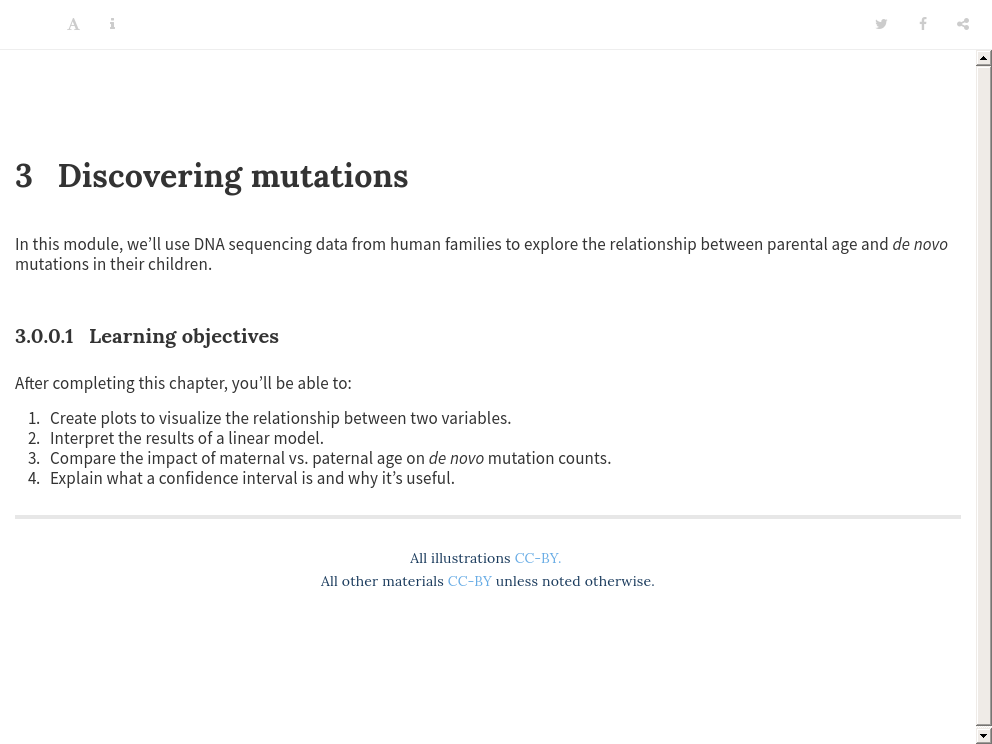 3 Discovering mutations
In this module, we’ll use DNA sequencing data from human families to explore the relationship between parental age and de novo
mutations in their children.
3.0.0.1 Learning objectives
After completing this chapter, you’ll be able to:
1. Create plots to visualize the relationship between two variables.
2. Interpret the results of a linear model.
3. Compare the impact of maternal vs. paternal age on de novo mutation counts.
4. Explain what a confidence interval is and why it’s useful.
All illustrations CC-BY.
All other materials CC-BY unless noted otherwise.